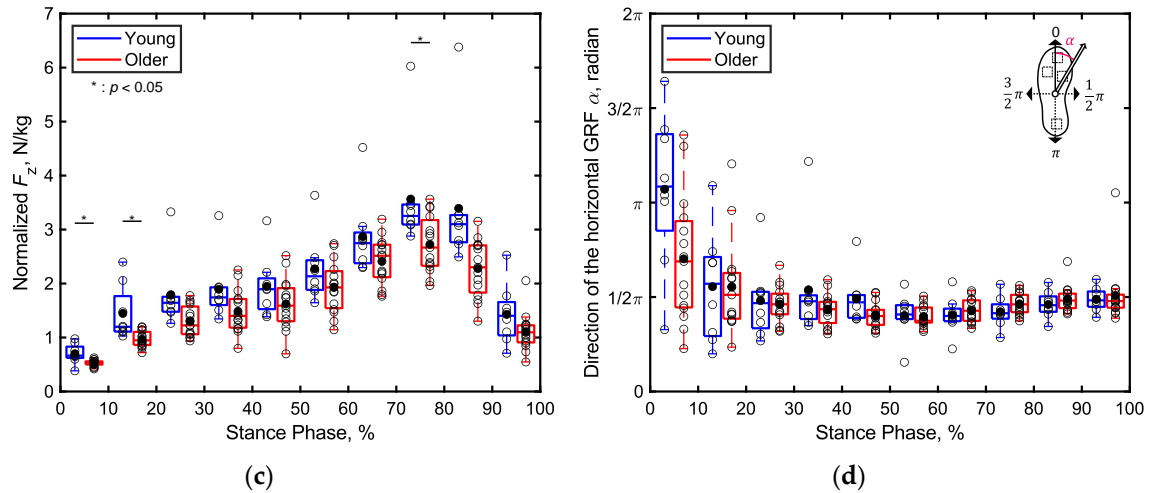 Young
Older
* : p < 0.05
*
*
*
7
6
5
4
3
2
1
0
Normalized Fz, N/kg
0 10 20 30 40 50 60 70 80 90 100
Stance Phase, %
(c)
Young
Older
2π
3/2π
π
1/2π
0
Direction of the horizontal GRF α, radian
0
α
3/2 π
1/2 π
π
0 10 20 30 40 50 60 70 80 90 100
Stance Phase, %
(d)